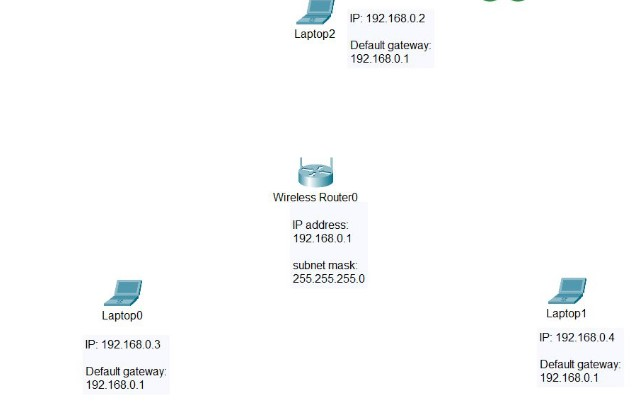 Laptop2
IP: 192.168.0.2
Default gateway:
192.168.0.1
Wireless Router0
IP address:
192.168.0.1
subnet mask:
255.255.255.0
Laptop0
IP: 192.168.0.3
Default gateway:
192.168.0.1
Laptop1
IP: 192.168.0.4
Default gateway:
192.168.0.1